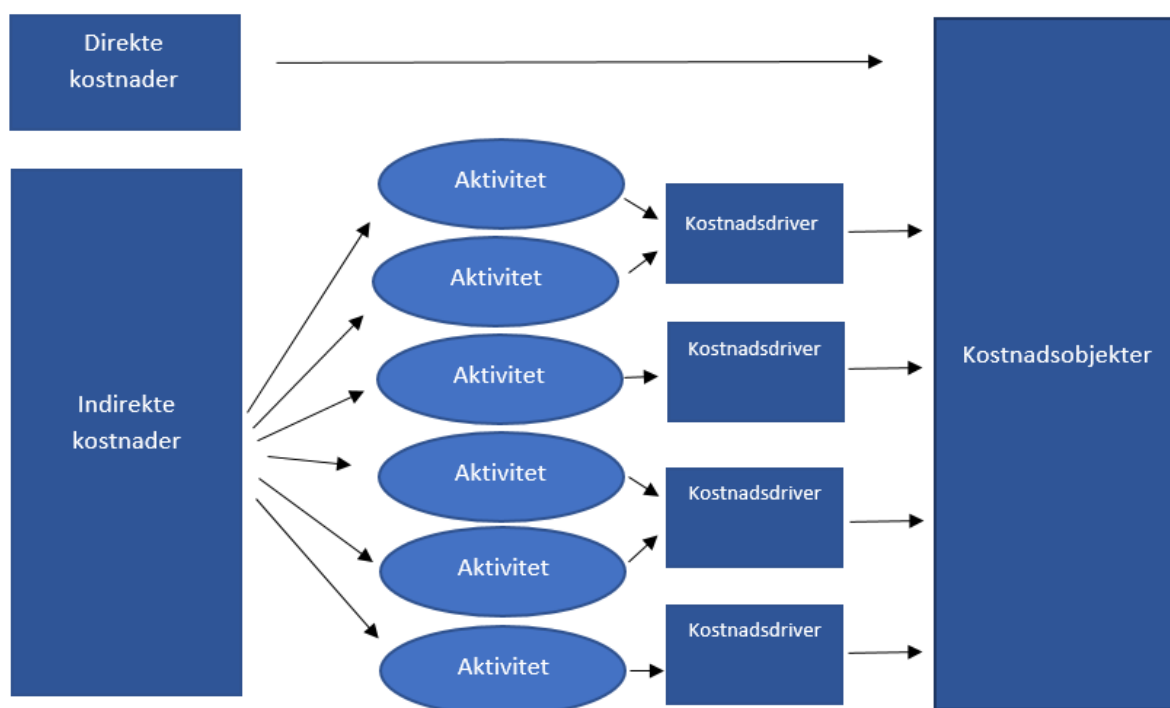 Direkte
kostnader
Indirekte
kostnader
Aktivitet
Aktivitet
Aktivitet
Aktivitet
Aktivitet
Aktivitet
Kostnadsdriver
Kostnadsdriver
Kostnadsdriver
Kostnadsdriver
Kostnadsobjekter